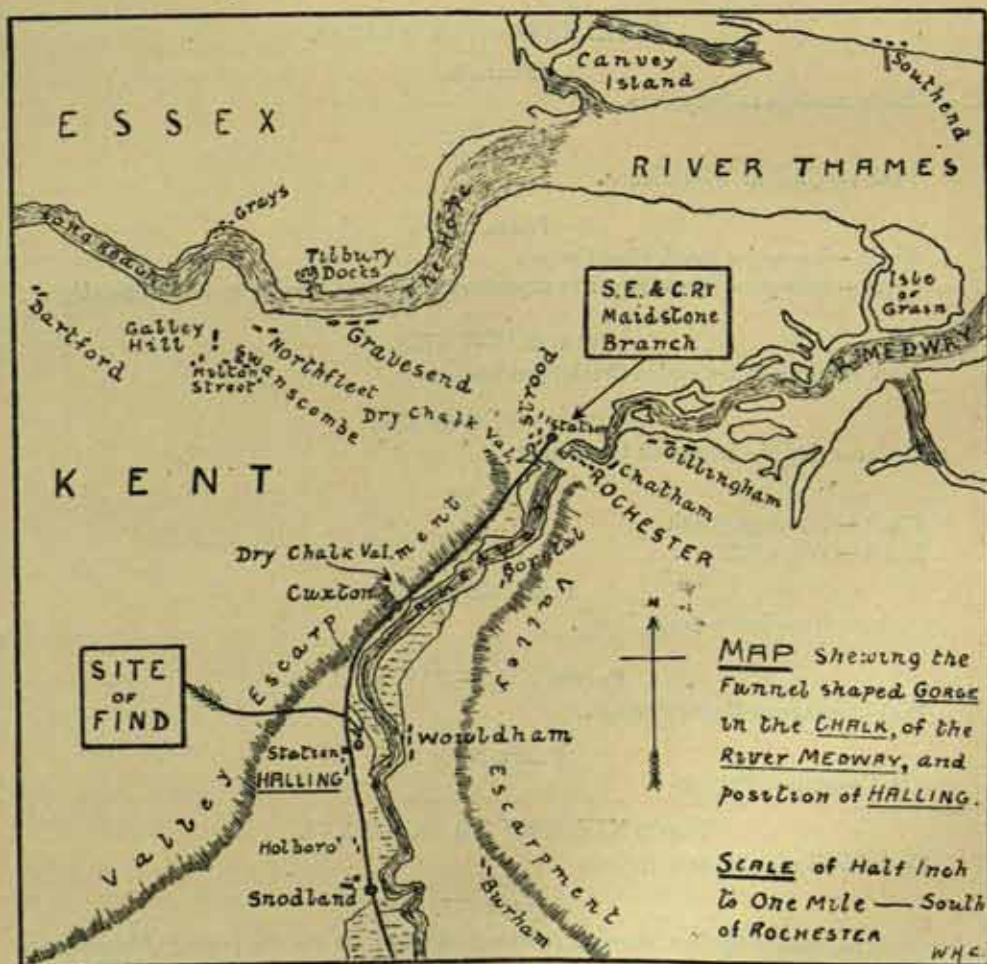 Canvey
Island
Southend
ESSEX
RIVER THAMES
Grays
Long Reach
The Hope
Tilbury
Docks
S.E. & C.Ry
Maidstone
Branch
Isle
of
Grain
R. MEDWAY
Dartford
Galley
Hill
Milton
Street
Swanscombe
Northfleet
Gravesend
Dry Chalk Val.
Strood
Station
Gillingham
Chatham
ROCHESTER
KENT
Dry Chalk Val.
Cuxton
Borstal
Valley Escarpment
SITE
OF
FIND
Station
HALLING
Wouldham
Valley Escarpment
Holboro'
Snodland
Burham
N
MAP shewing the
Funnel shaped GORGE
in the CHALK, of the
River MEDWAY, and
position of HALLING.
SCALE of Half Inch
to One Mile — South
of ROCHESTER
W H C.